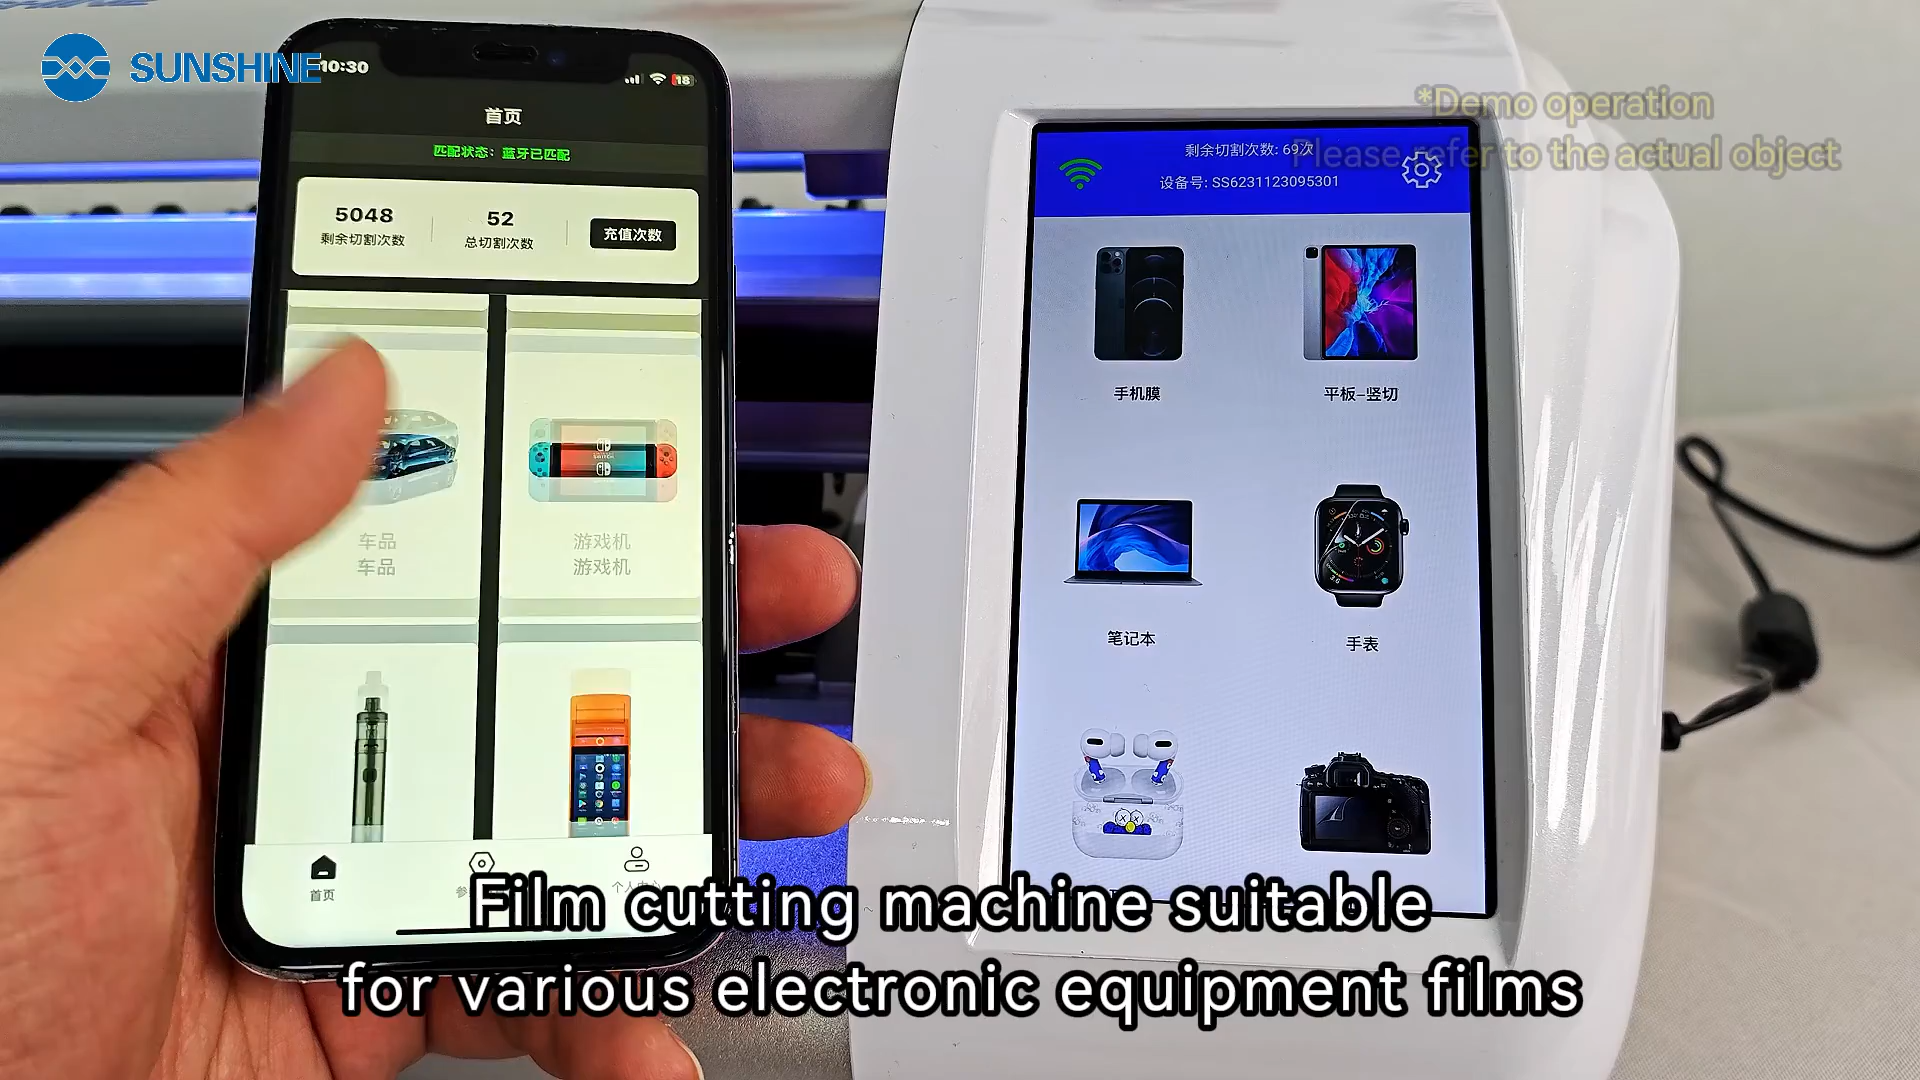 SUNSHINE
10:30
18
首页
匹配状态：蓝牙已匹配
5048
剩余切割次数
52
总切割次数
充值次数
车品
车品
游戏机
游戏机
首页
*Demo operation
Please refer to the actual object
剩余切割次数: 69次
设备号: SS6231123095301
手机膜
平板-竖切
笔记本
手表
Film cutting machine suitable
for various electronic equipment films